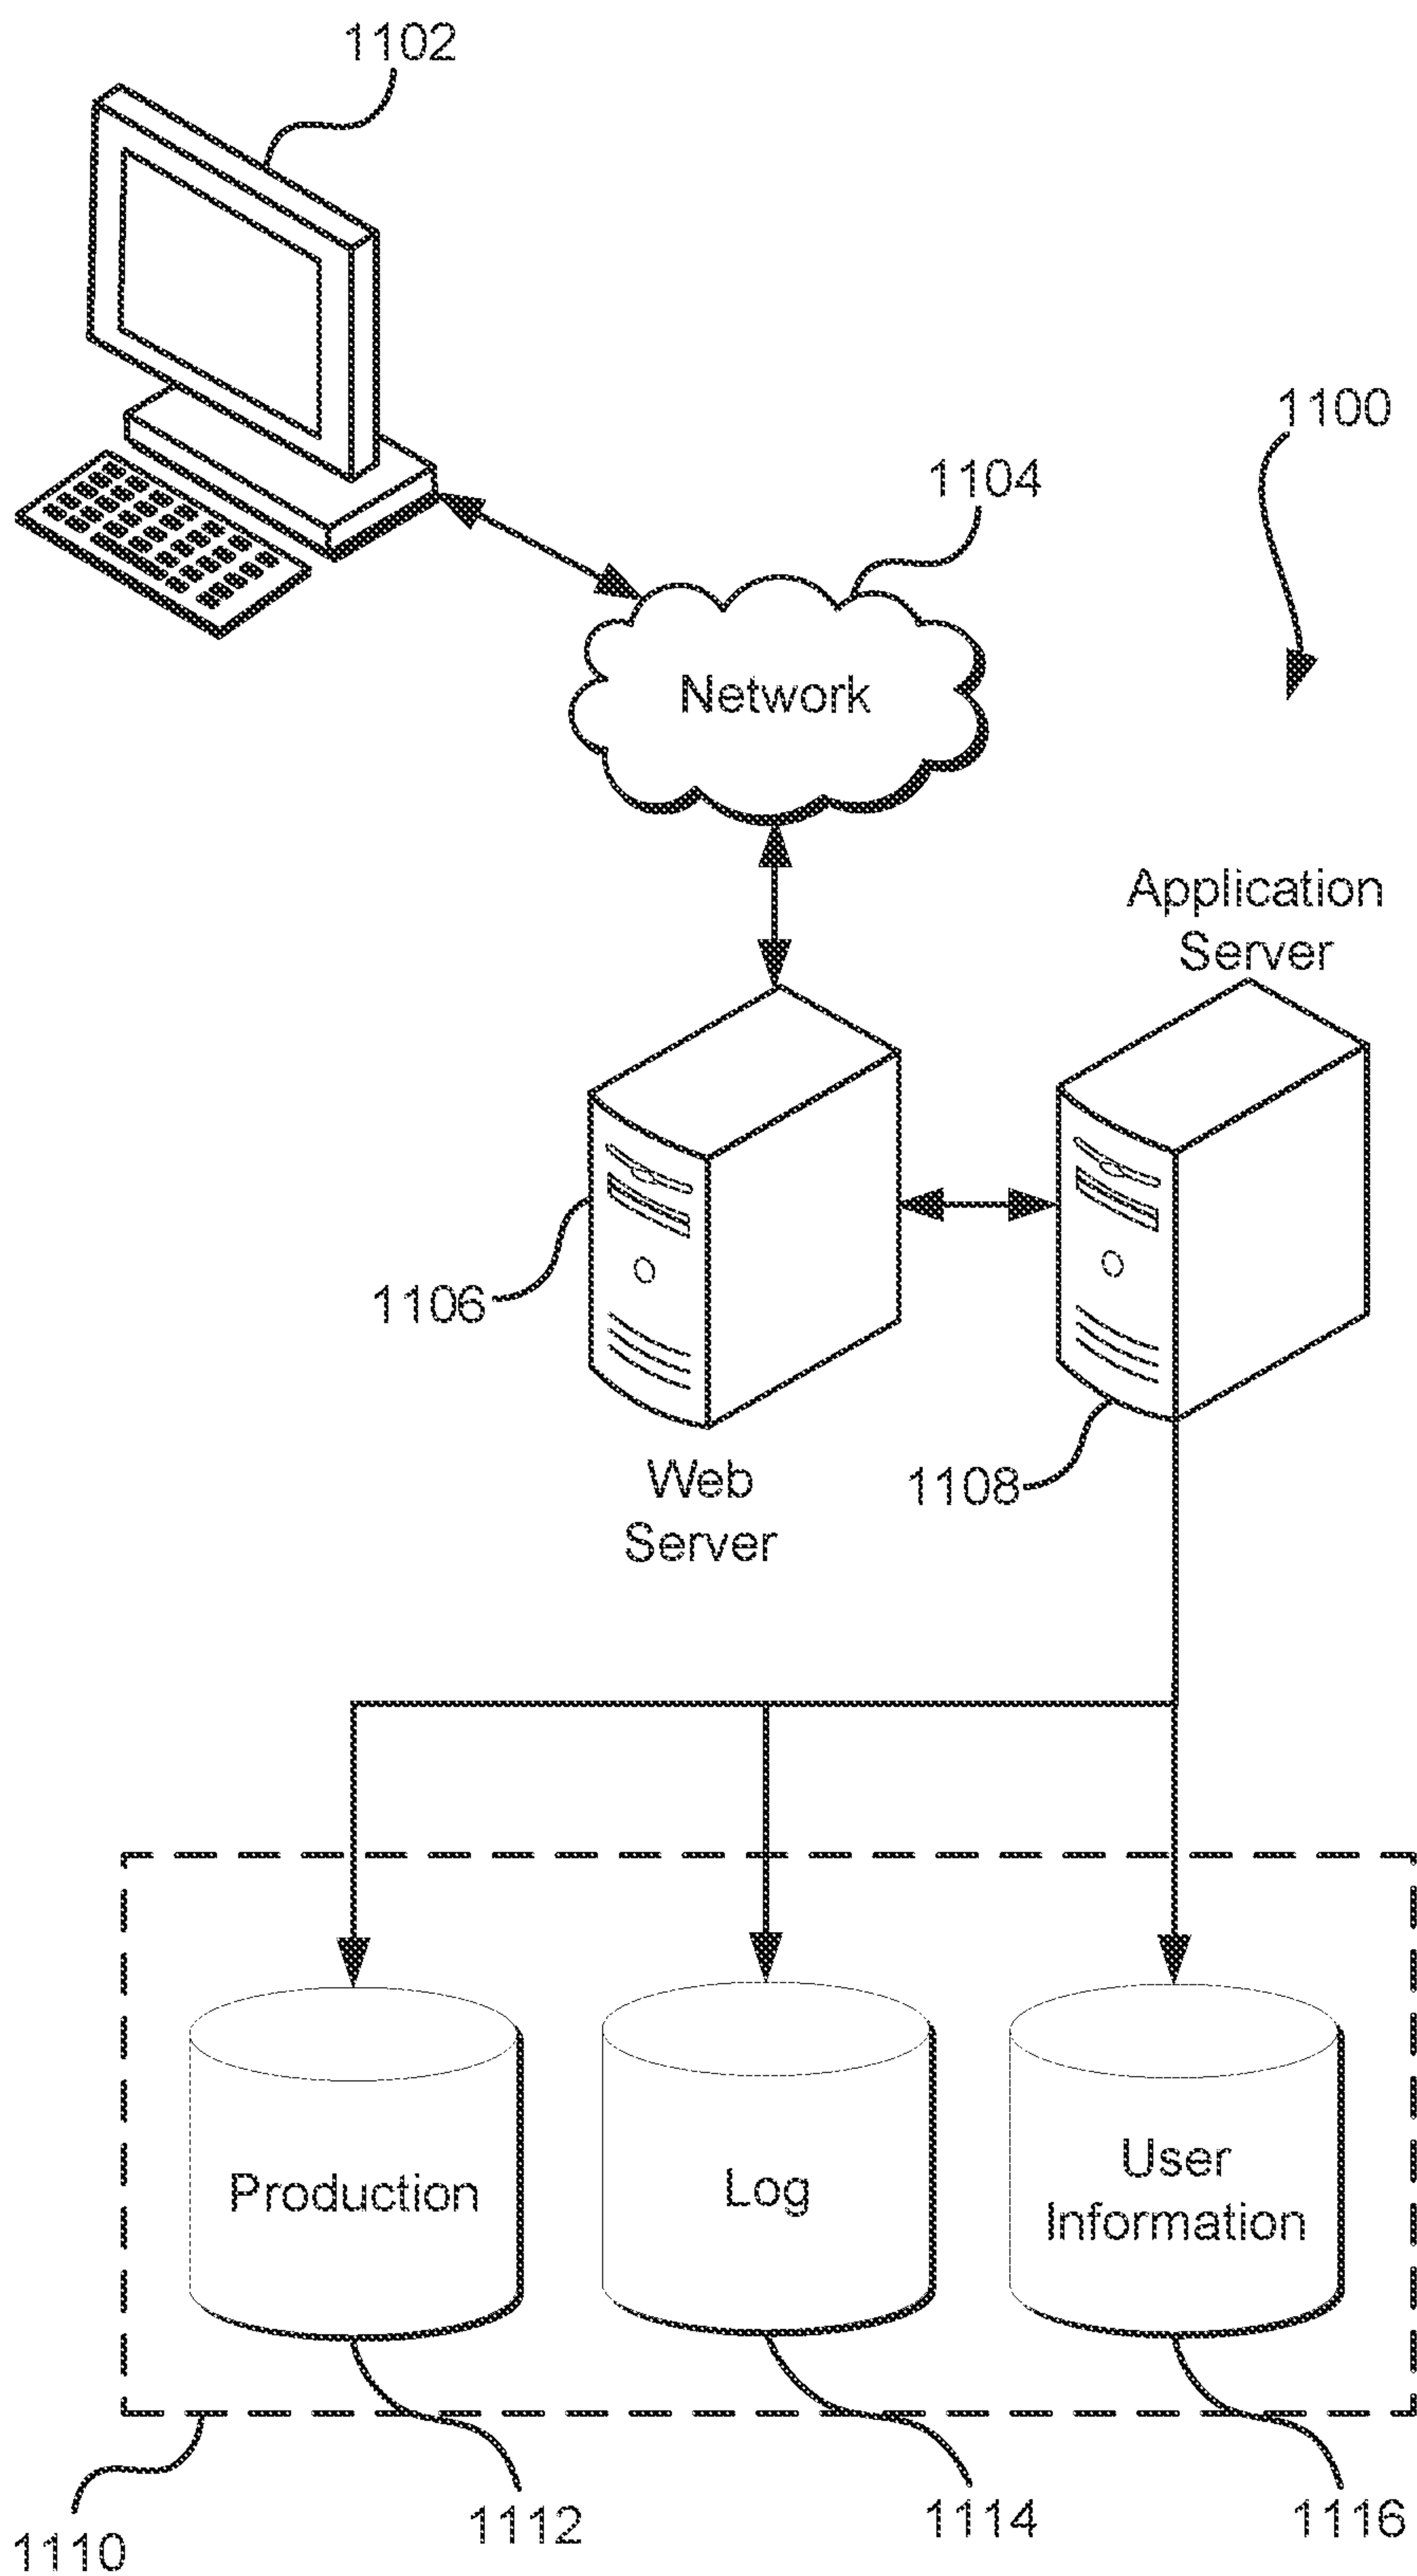 1102
1100
1104
Network
Application
Server
1106
Web
Server
1108
Production
Log
User
Information
1110
1112
1114
1116